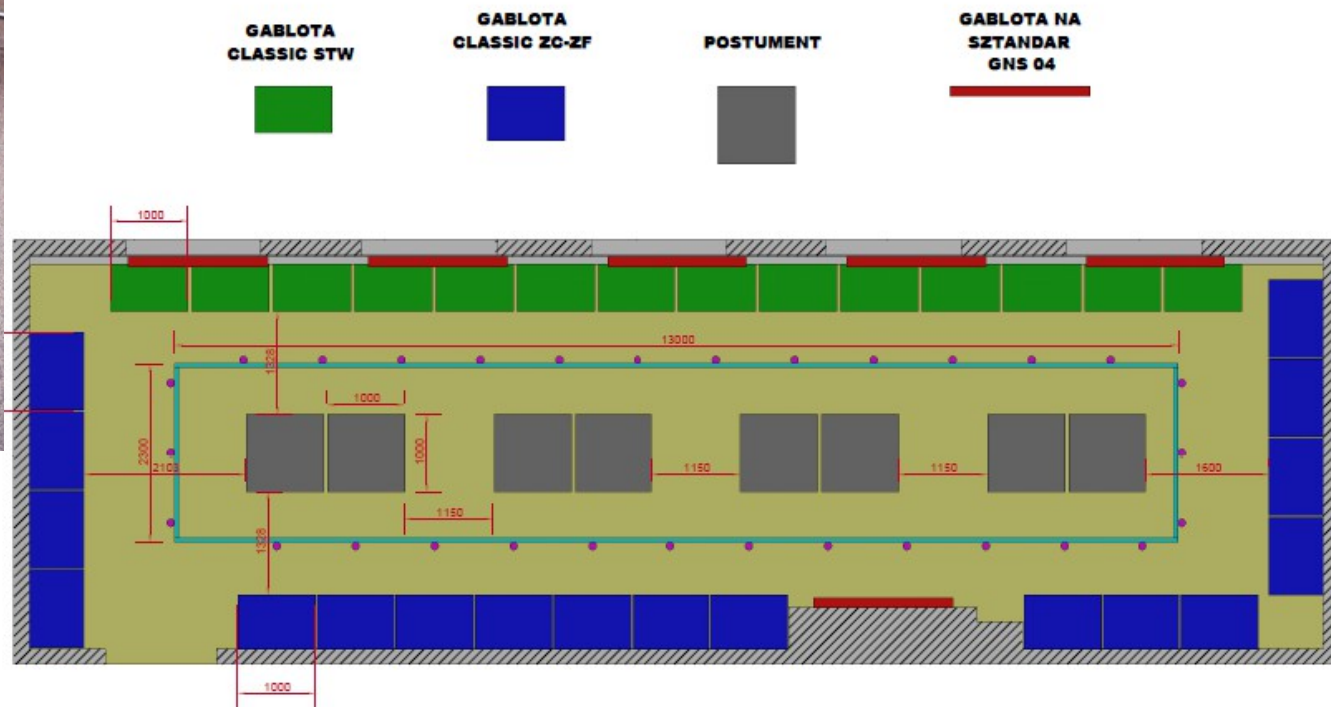 GABLOTA
CLASSIC STW
GABLOTA
CLASSIC ZC-ZF
POSTUMENT
GABLOTA NA
SZTANDAR
GNS 04
1000
13000
1328
1000
2300
2103
1000
1150
1150
1600
1150
1328
1000